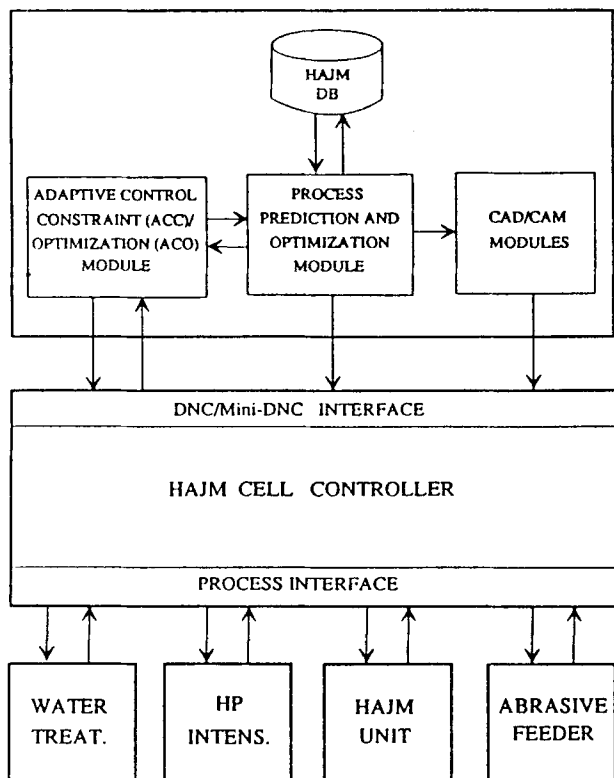 HAJM
DB
ADAPTIVE CONTROL
CONSTRAINT (ACC)/
OPTIMIZATION (ACO)
MODULE
PROCESS
PREDICTION AND
OPTIMIZATION
MODULE
CAD/CAM
MODULES
DNC/Mini-DNC INTERFACE
HAJM CELL CONTROLLER
PROCESS INTERFACE
WATER
TREAT.
HP
INTENS.
HAJM
UNIT
ABRASIVE
FEEDER